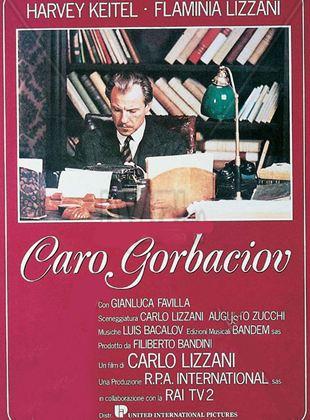 HARVEY KEITEL · FLAMINIA LIZZANI
Caro Gorbaciov
Con GIANLUCA FAVILLA
Sceneggiatura CARLO LIZZANI AUGUSTO ZUCCHI
Musiche LUIS BACALOV Edizioni Musicali BANDEM sas
Prodotto da FILIBERTO BANDINI
Un film di CARLO LIZZANI
Una Produzione R.P.A. INTERNATIONAL sas
in collaborazione con la RAI TV2
Distr. UNITED INTERNATIONAL PICTURES